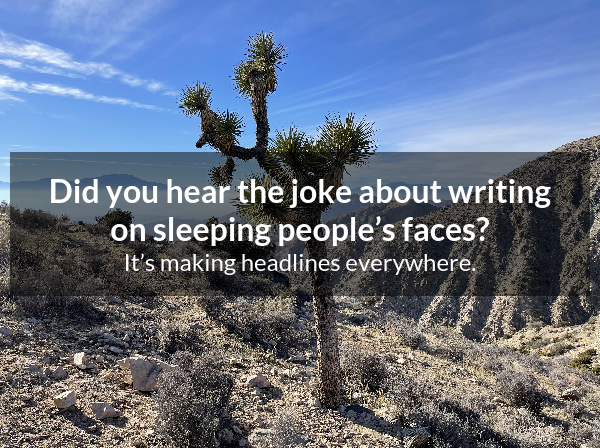 Did you hear the joke about writing
on sleeping people’s faces?
It’s making headlines everywhere.